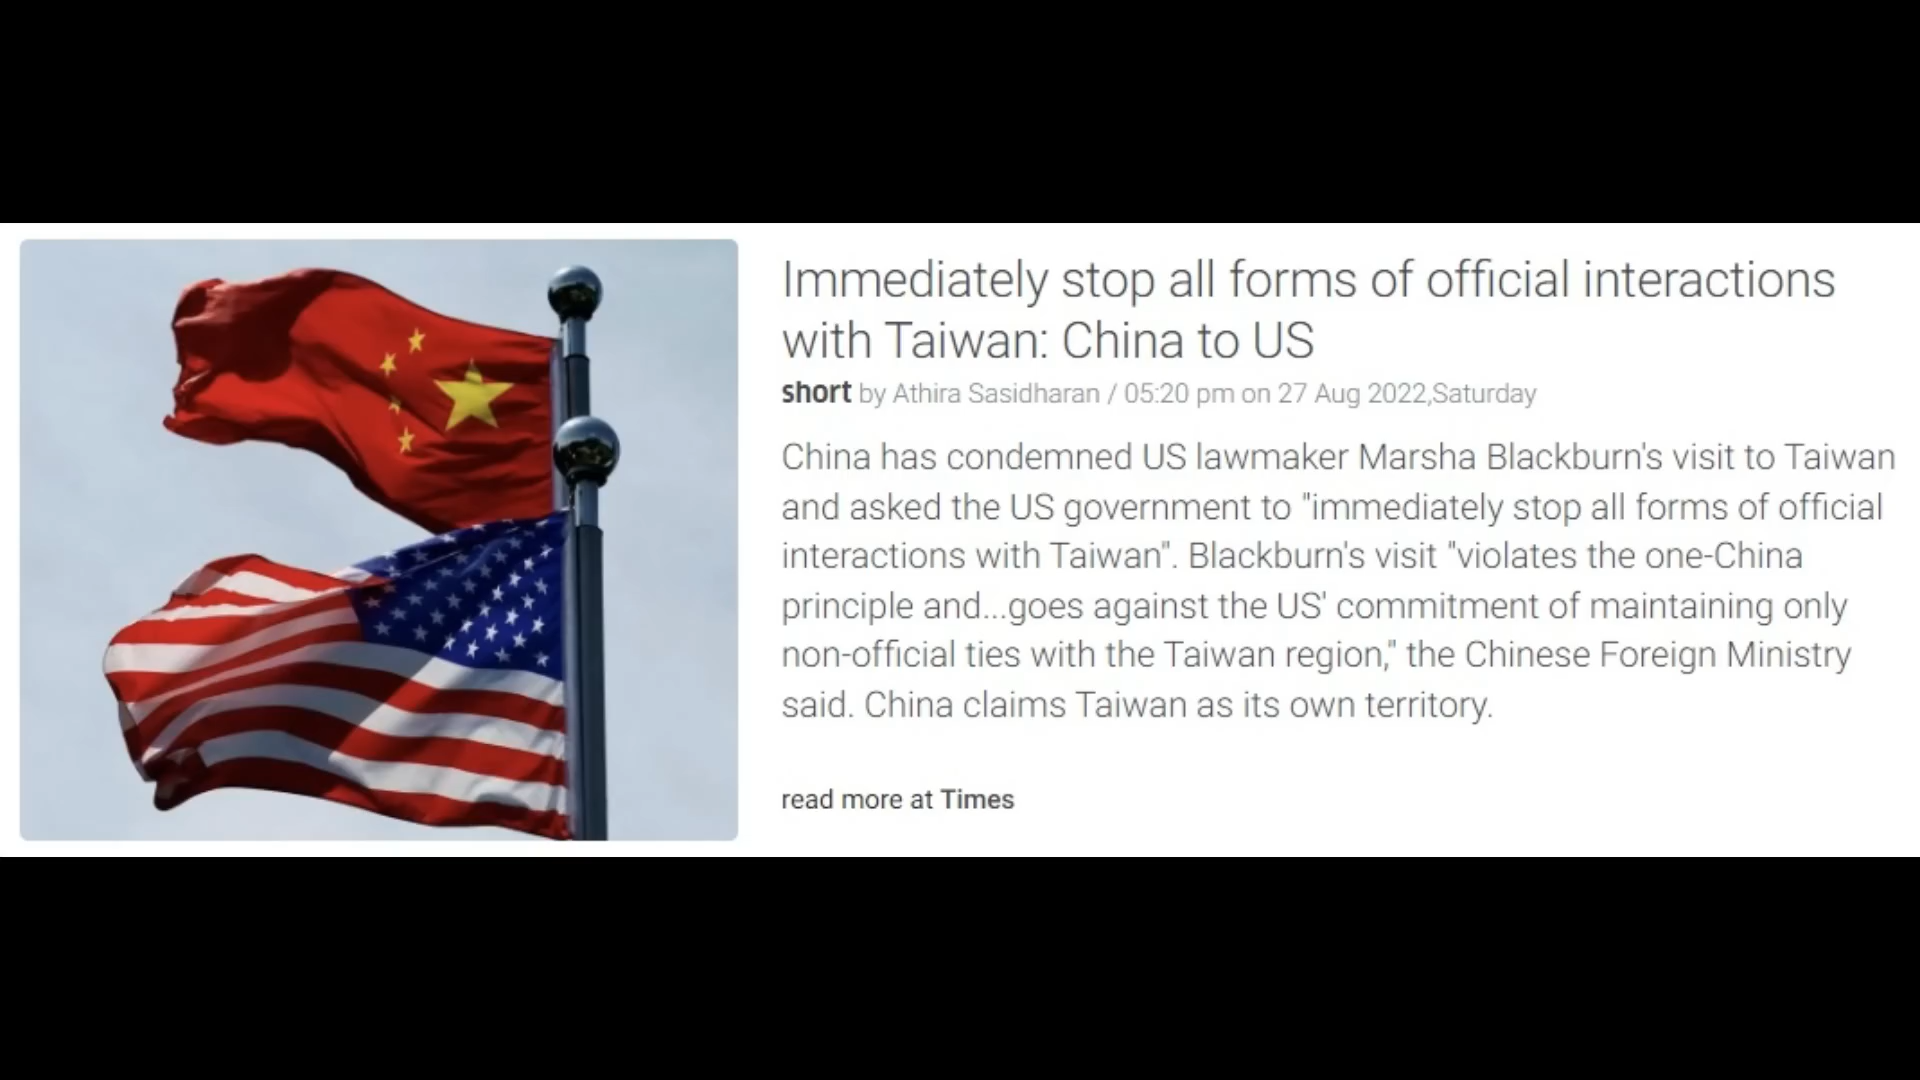 Immediately stop all forms of official interactions
with Taiwan: China to US
short by Athira Sasidharan / 05:20 pm on 27 Aug 2022,Saturday
China has condemned US lawmaker Marsha Blackburn's visit to Taiwan
and asked the US government to "immediately stop all forms of official
interactions with Taiwan". Blackburn's visit "violates the one-China
principle and...goes against the US' commitment of maintaining only
non-official ties with the Taiwan region," the Chinese Foreign Ministry
said. China claims Taiwan as its own territory.
read more at Times